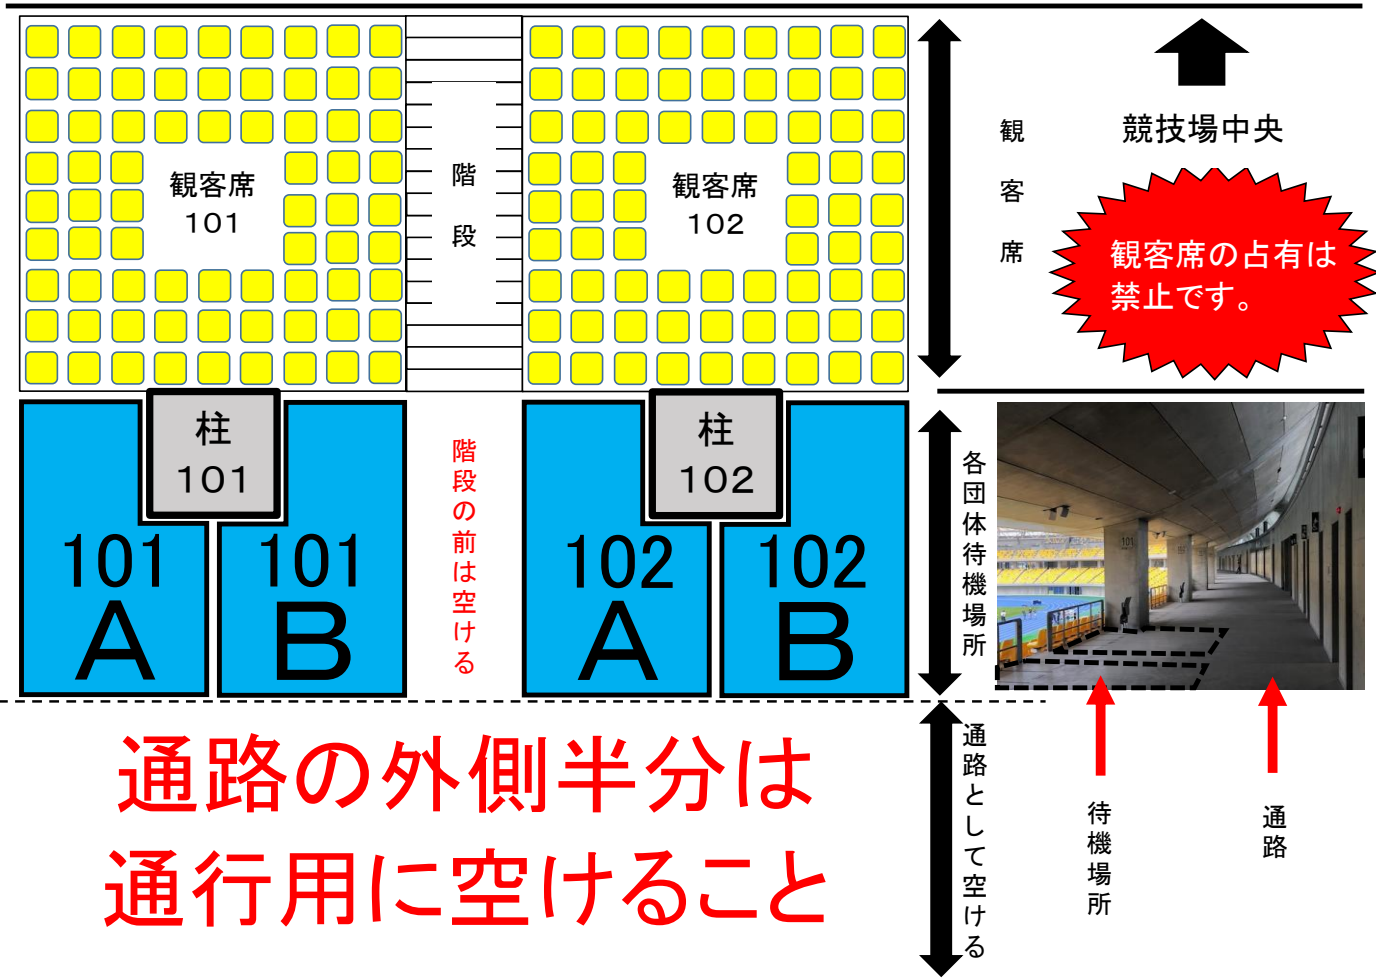 観客席
101
階段
観客席
102
観客席
競技場中央
観客席の占有は
禁止です。
柱
101
階段の前は空ける
柱
102
各団体待機場所
101
A
101
B
102
A
102
B
101
通路の外側半分は
通行用に空けること
通路として空ける
待機場所
通路